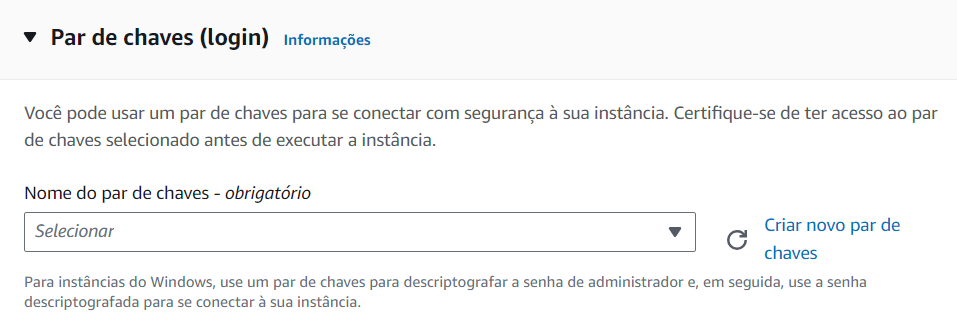 Par de chaves (login) Informações
Você pode usar um par de chaves para se conectar com segurança à sua instância. Certifique-se de ter acesso ao par
de chaves selecionado antes de executar a instância.
Nome do par de chaves - obrigatório
Selecionar
Criar novo par de
chaves
Para instâncias do Windows, use um par de chaves para descriptografar a senha de administrador e, em seguida, use a senha
descriptografada para se conectar à sua instância.